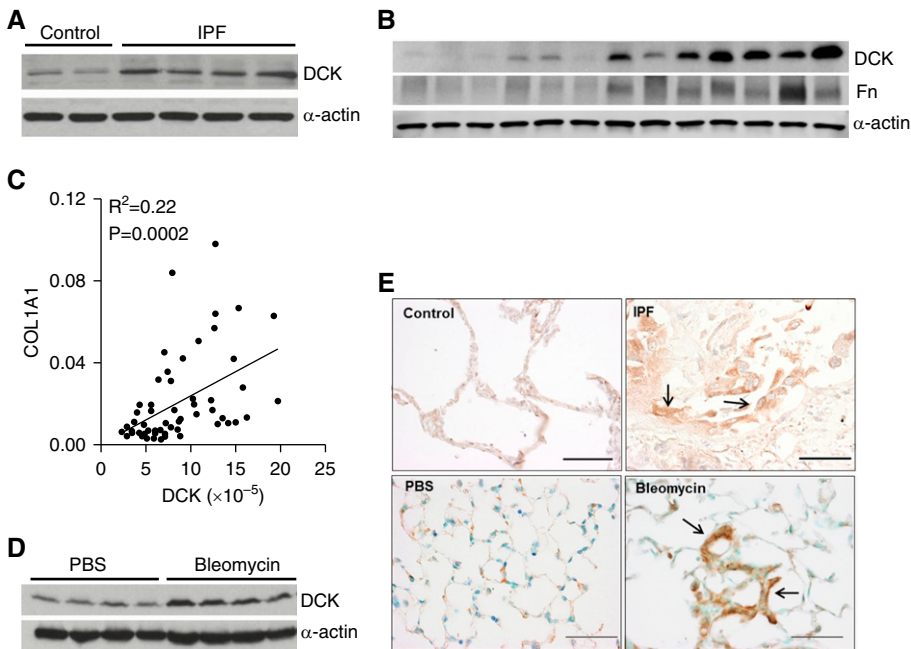 A
Control IPF
DCK
α-actin
B
DCK
Fn
α-actin
C
R²=0.22
P=0.0002
0.12
0.08
0.04
0.00
COL1A1
0 5 10 15 20 25
DCK (×10⁻⁵)
D
PBS Bleomycin
DCK
α-actin
E
Control
IPF
PBS
Bleomycin